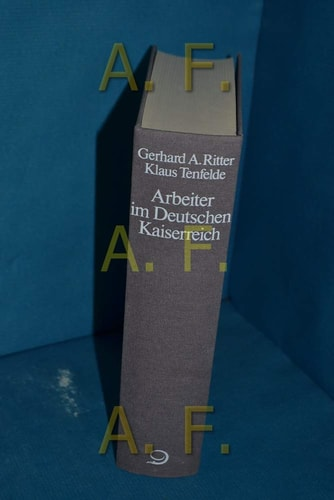 A. F.
Gerhard A. Ritter
Klaus Tenfelde
Arbeiter
im Deutschen
Kaiserreich
A. F.
A. F.